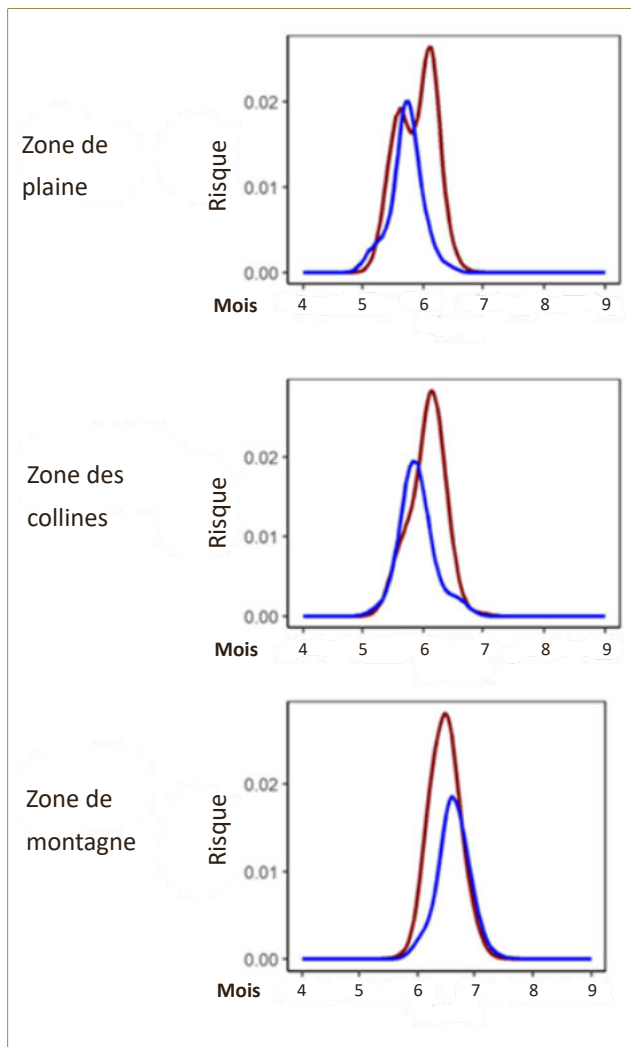 Zone de
plaine
Risque
0.02
0.01
0.00
Mois
4 5 6 7 8 9
Zone des
collines
Risque
0.02
0.01
0.00
Mois
4 5 6 7 8 9
Zone de
montagne
Risque
0.02
0.01
0.00
Mois
4 5 6 7 8 9